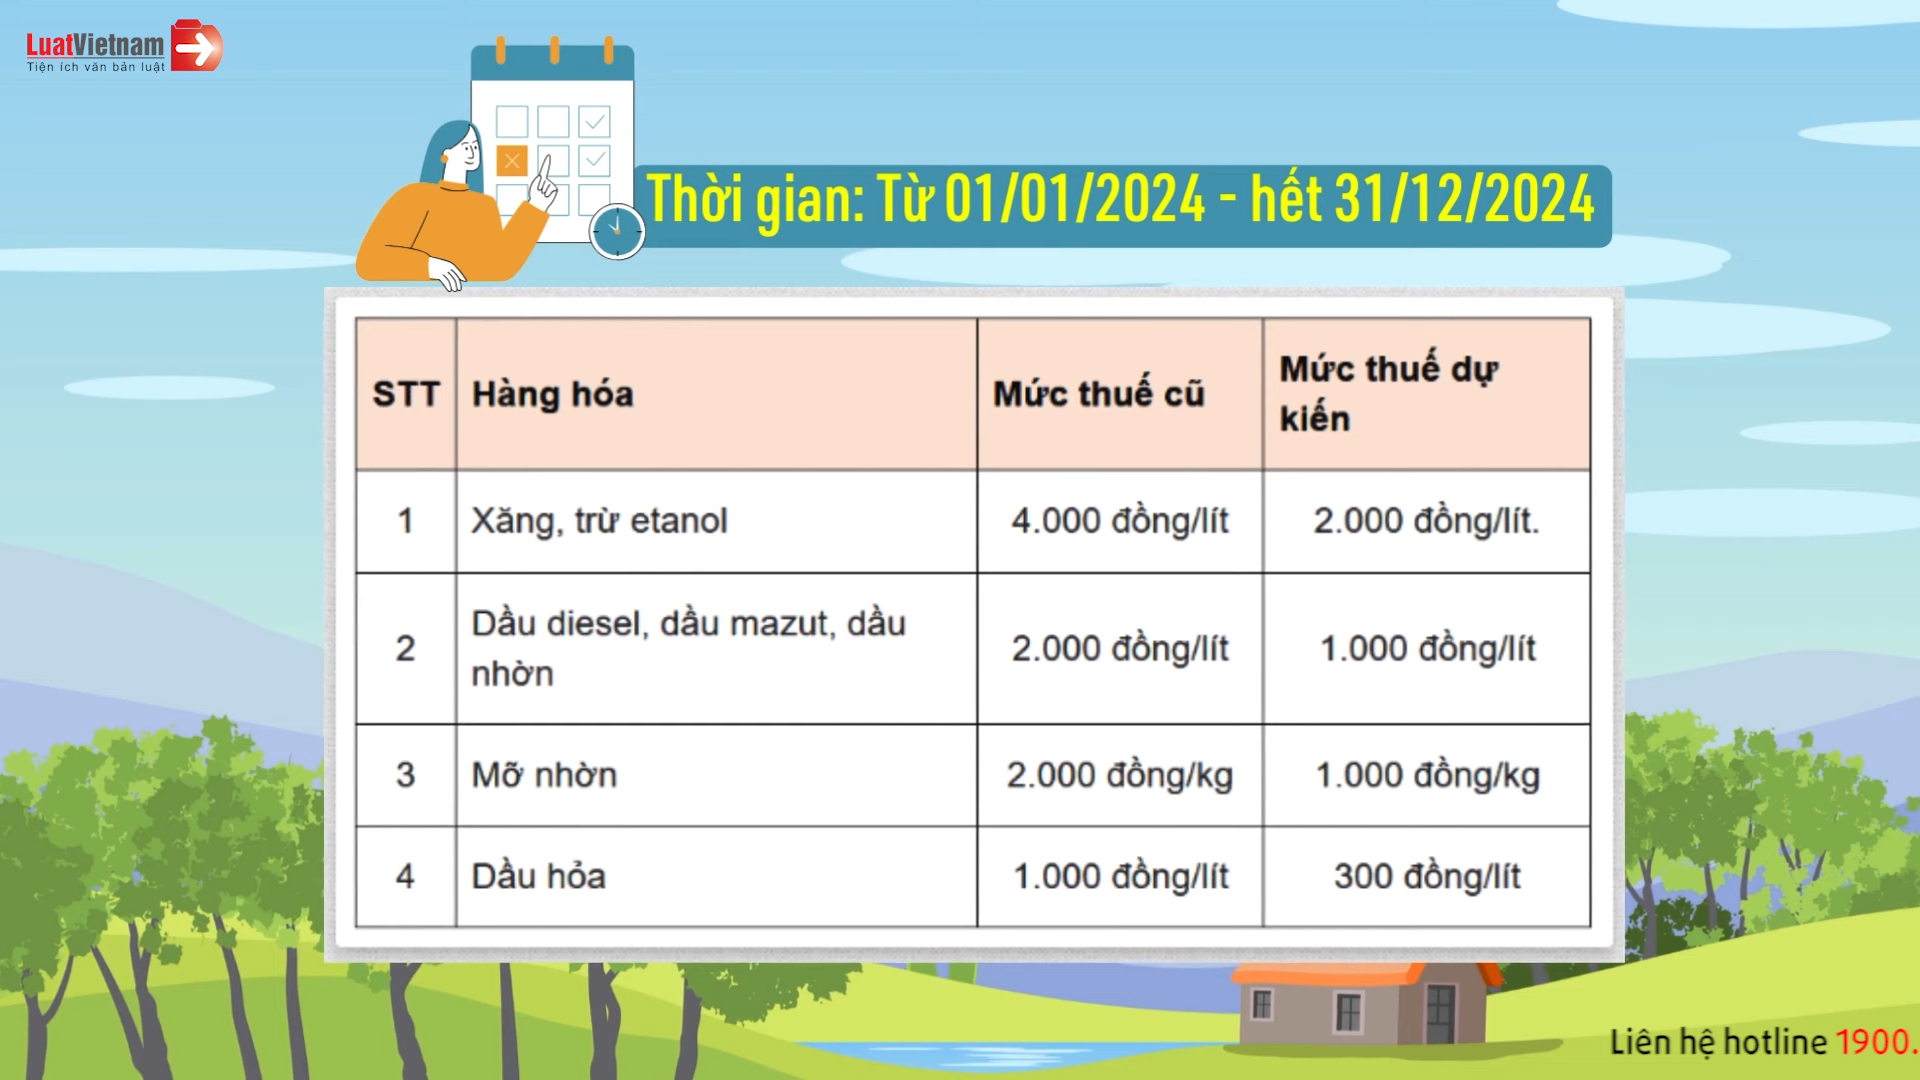 LuatVietnam
Tiện ích văn bản luật
Thời gian: Từ 01/01/2024 - hết 31/12/2024
STT
Hàng hóa
Mức thuế cũ
Mức thuế dự
kiến
1
Xăng, trừ etanol
4.000 đồng/lít
2.000 đồng/lít.
2
Dầu diesel, dầu mazut, dầu
nhờn
2.000 đồng/lít
1.000 đồng/lít
3
Mỡ nhờn
2.000 đồng/kg
1.000 đồng/kg
4
Dầu hỏa
1.000 đồng/lít
300 đồng/lít
Liên hệ hotline 1900.